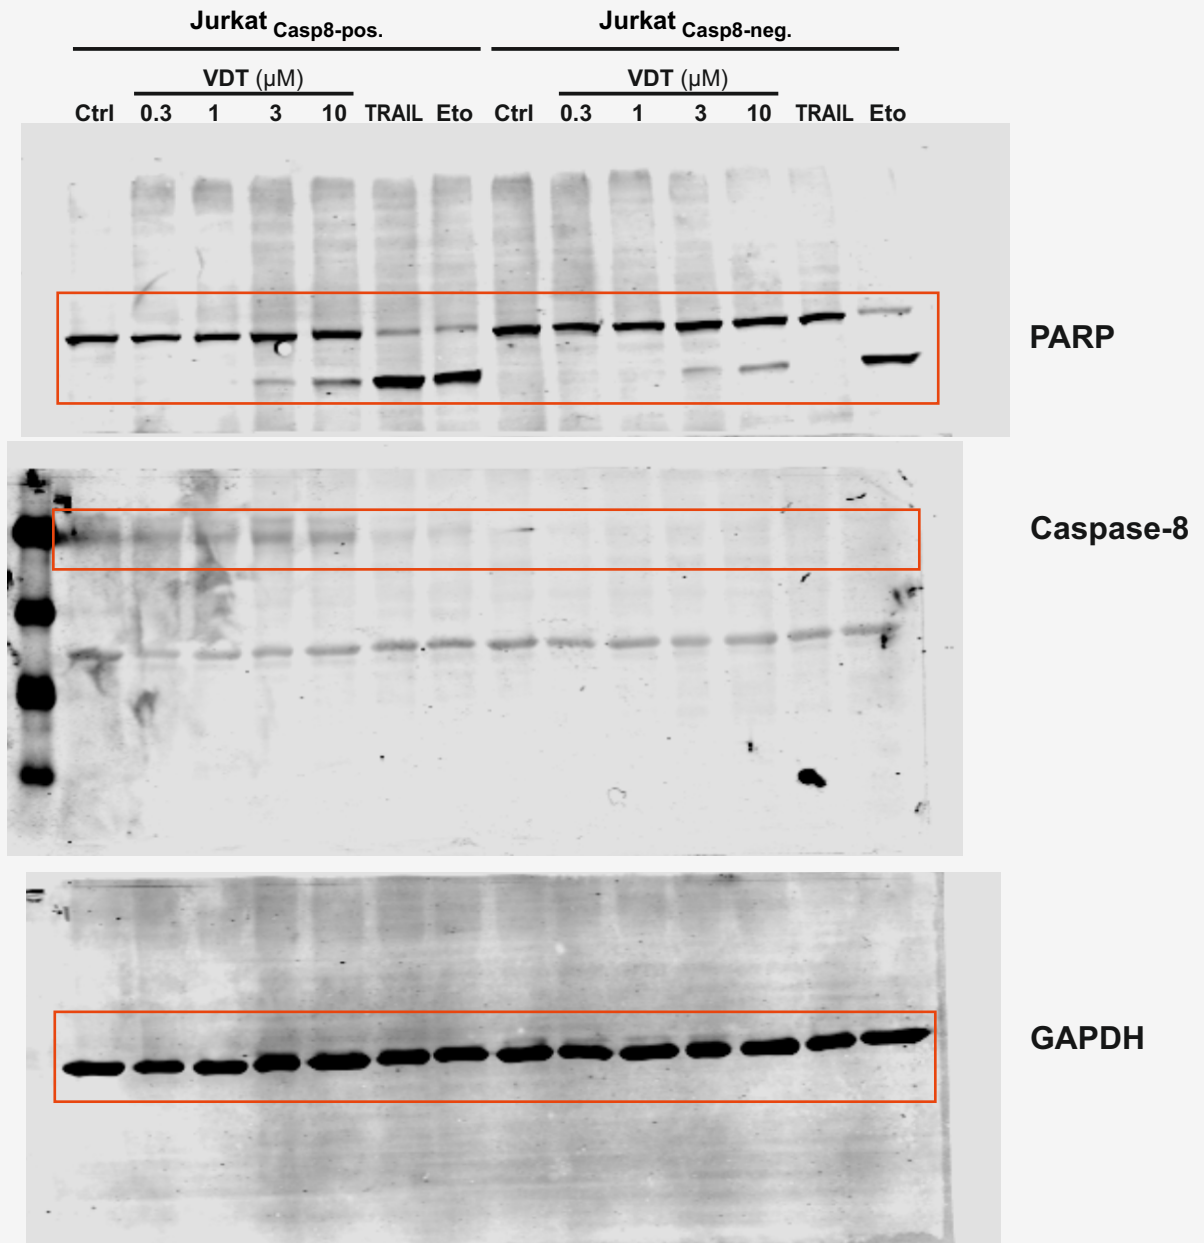 Jurkat Casp8-pos. Jurkat Casp8-neg.
VDT (µM) VDT (µM)
Ctrl 0.3 1 3 10 TRAIL Eto Ctrl 0.3 1 3 10 TRAIL Eto
PARP
Caspase-8
GAPDH